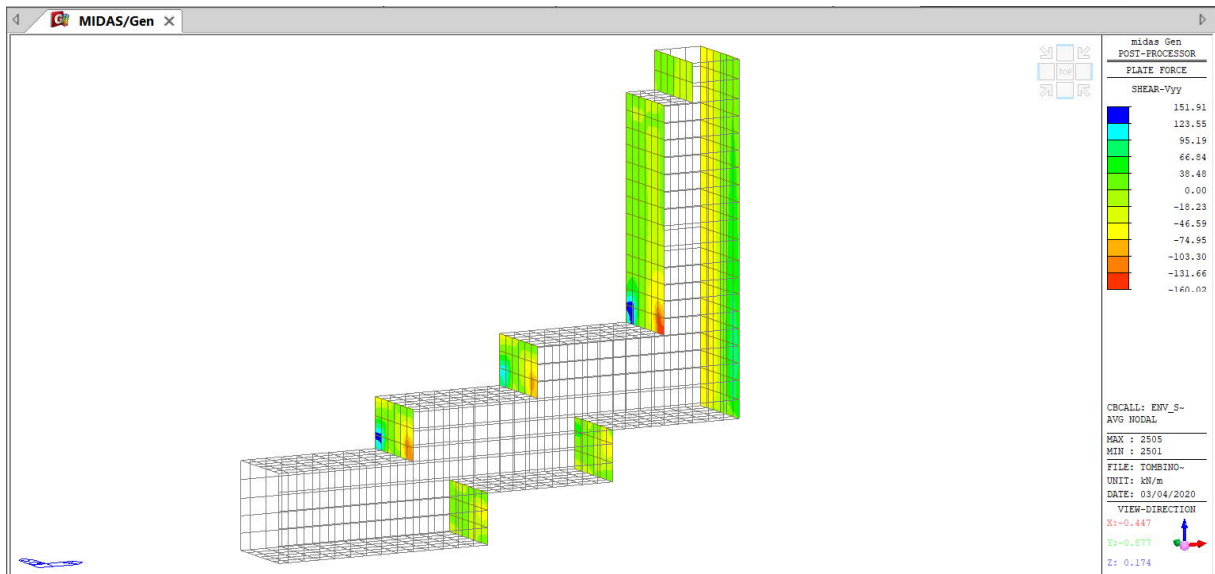 MIDAS/Gen
TOP
midas Gen
POST-PROCESSOR
PLATE FORCE
SHEAR-Vyy
151.91
123.55
95.19
66.84
38.48
0.00
-18.23
-46.59
-74.95
-103.30
-131.66
-160.02
CBCALL: ENV_S~
AVG NODAL
MAX : 2505
MIN : 2501
FILE: TOMBINO~
UNIT: kN/m
DATE: 03/04/2020
VIEW-DIRECTION
X:-0.447
Y:-0.877
Z: 0.174